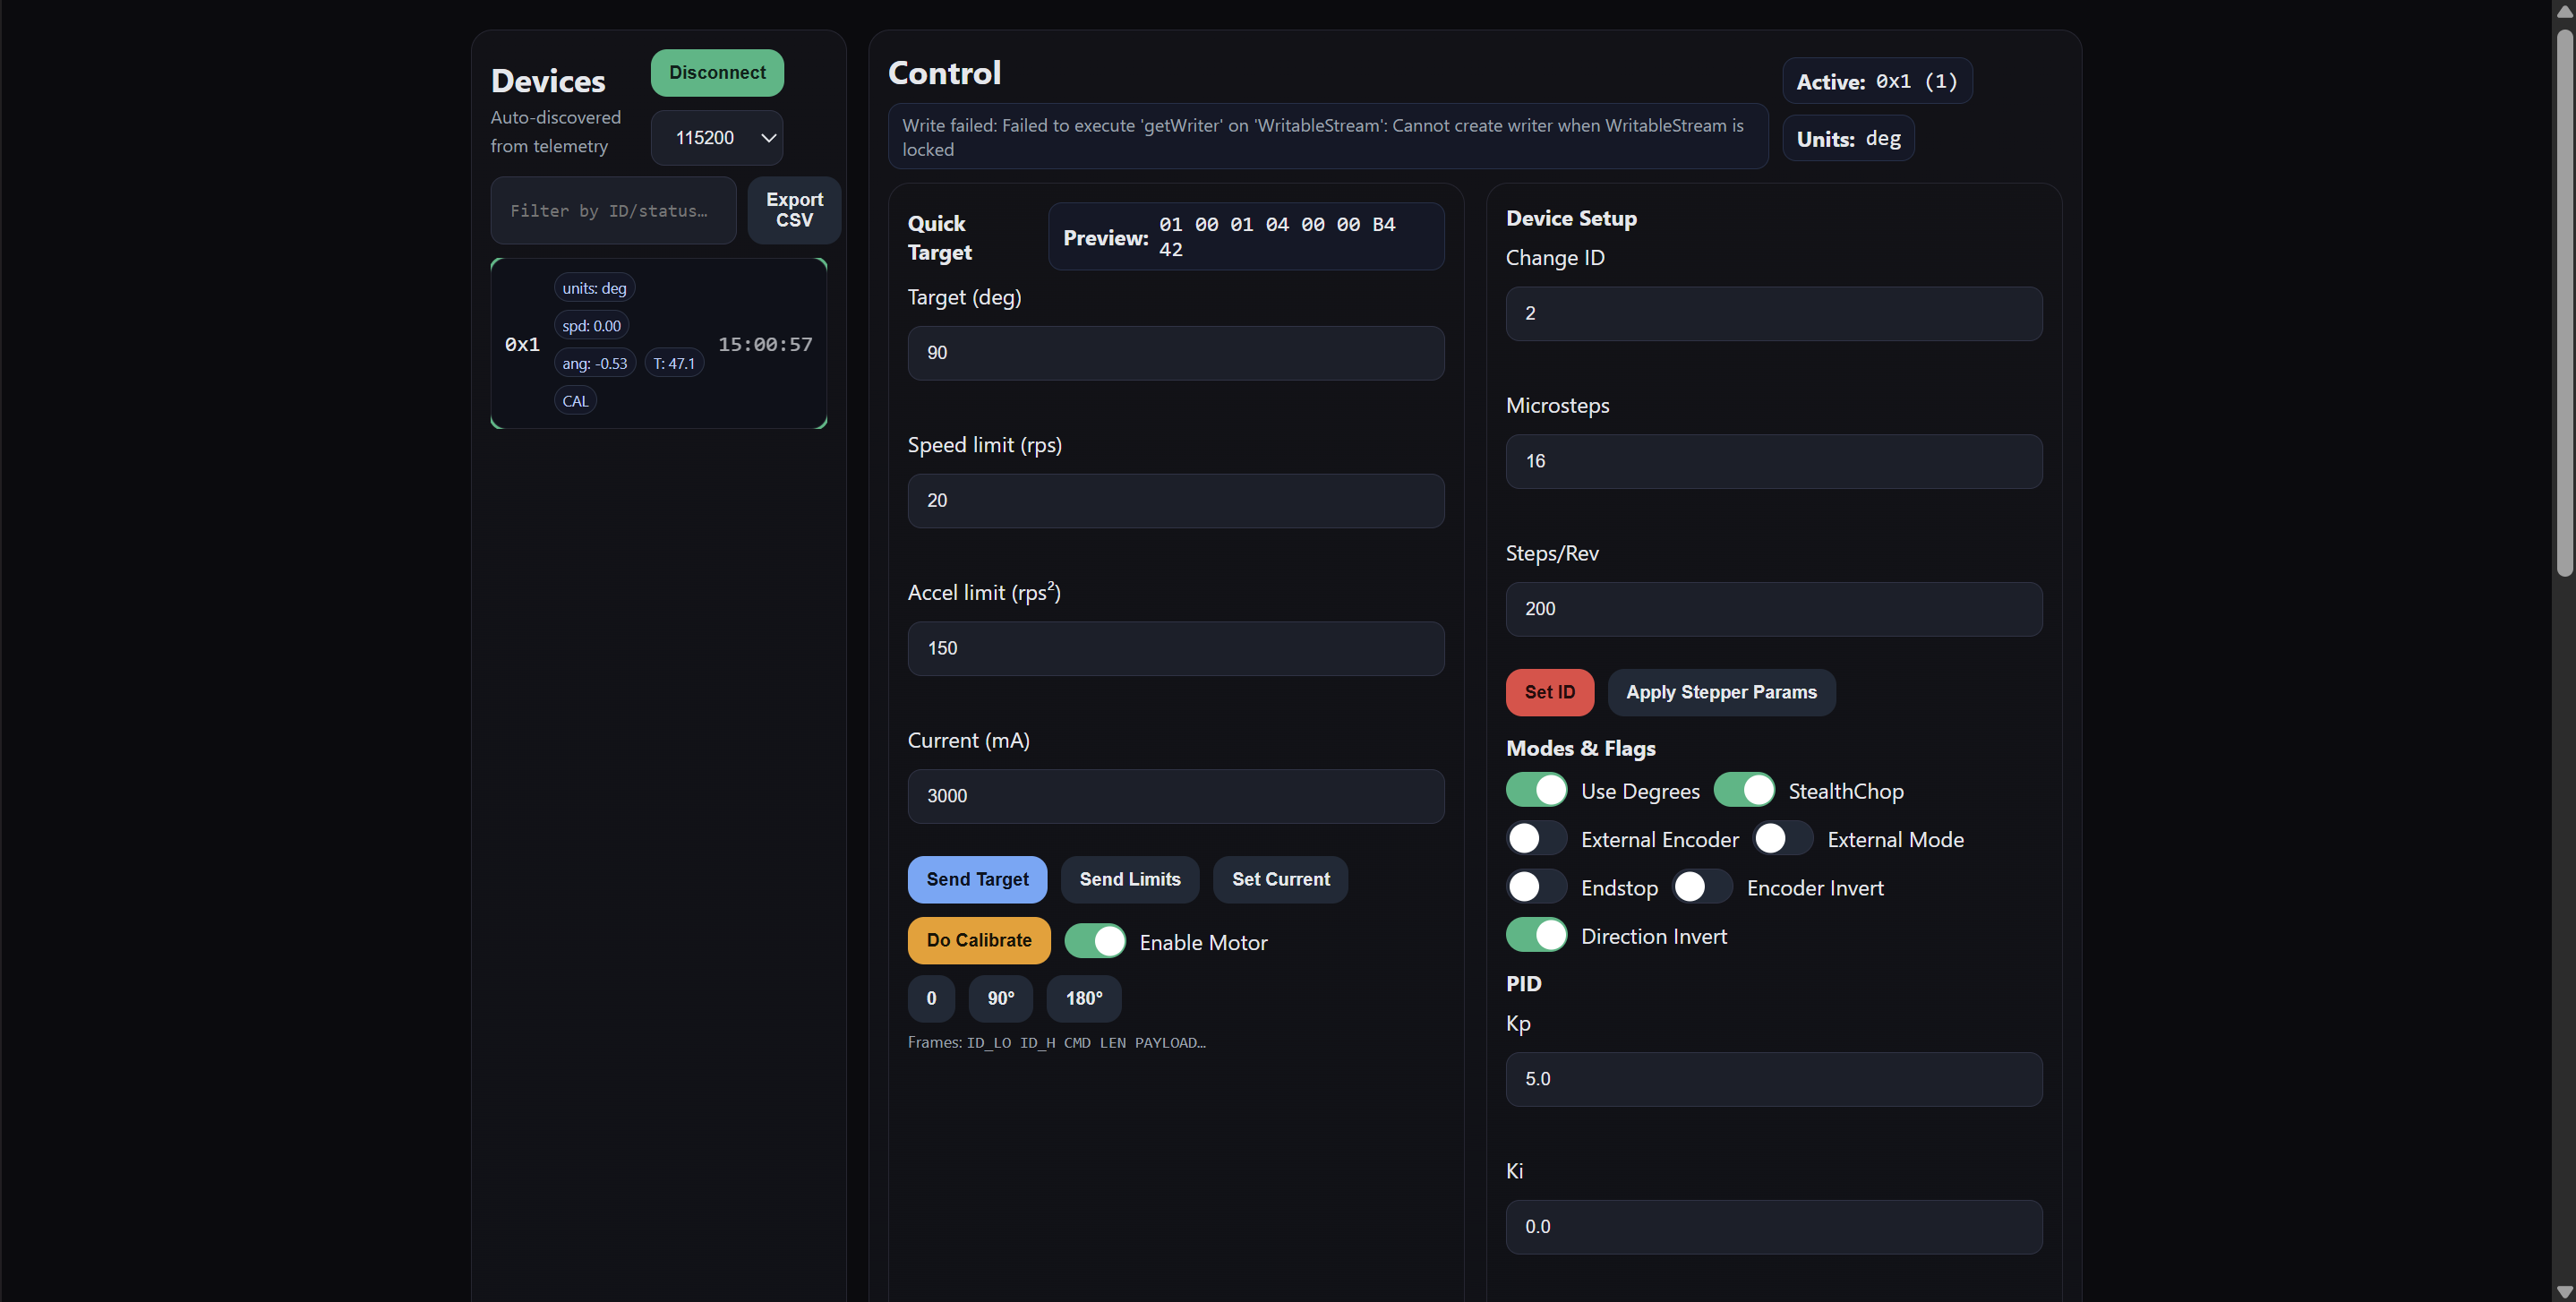 Devices
Disconnect
Auto-discovered
from telemetry
115200
Filter by ID/status…
Export
CSV
0x1
units: deg
spd: 0.00
ang: -0.53
T: 47.1
CAL
15:00:57
Control
Write failed: Failed to execute 'getWriter' on 'WritableStream': Cannot create writer when WritableStream is
locked
Active: 0x1 (1)
Units: deg
Quick
Target
Preview: 01 00 01 04 00 00 B4
42
Target (deg)
90
Speed limit (rps)
20
Accel limit (rps²)
150
Current (mA)
3000
Send Target
Send Limits
Set Current
Do Calibrate
Enable Motor
0
90°
180°
Frames: ID_LO ID_H CMD LEN PAYLOAD…
Device Setup
Change ID
2
Microsteps
16
Steps/Rev
200
Set ID
Apply Stepper Params
Modes & Flags
Use Degrees
StealthChop
External Encoder
External Mode
Endstop
Encoder Invert
Direction Invert
PID
Kp
5.0
Ki
0.0